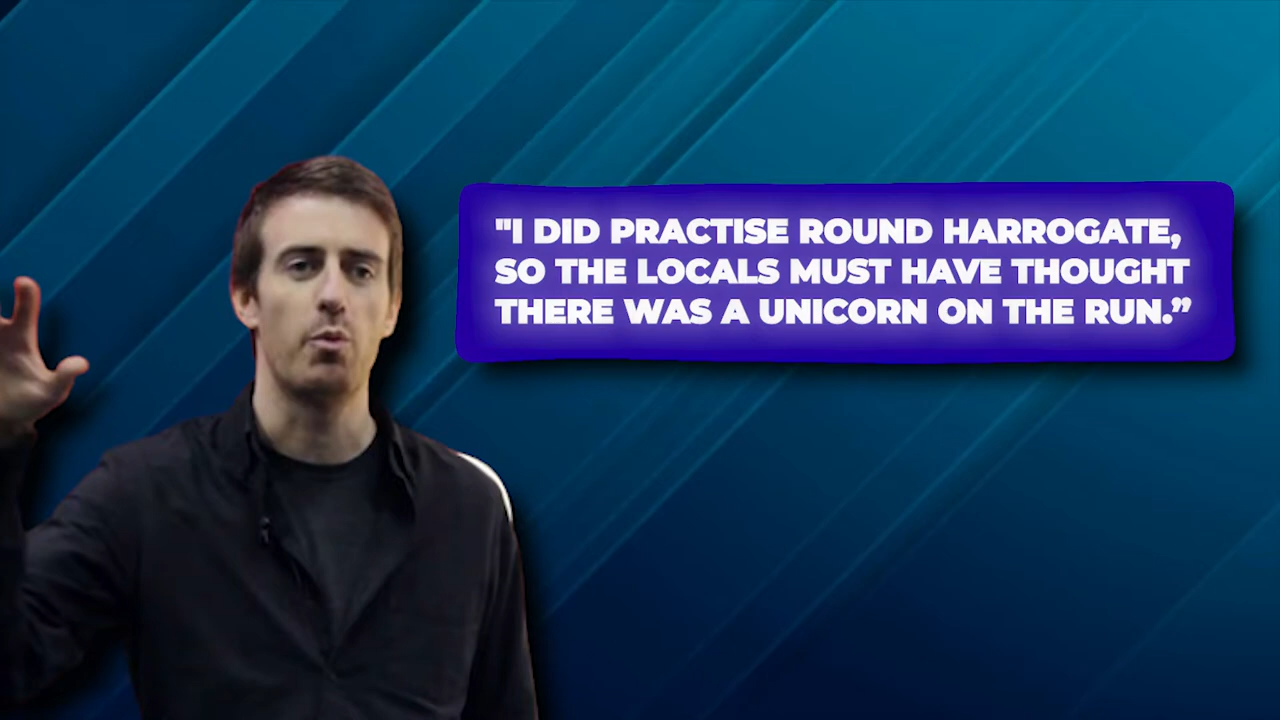 "I DID PRACTISE ROUND HARROGATE,
SO THE LOCALS MUST HAVE THOUGHT
THERE WAS A UNICORN ON THE RUN.”